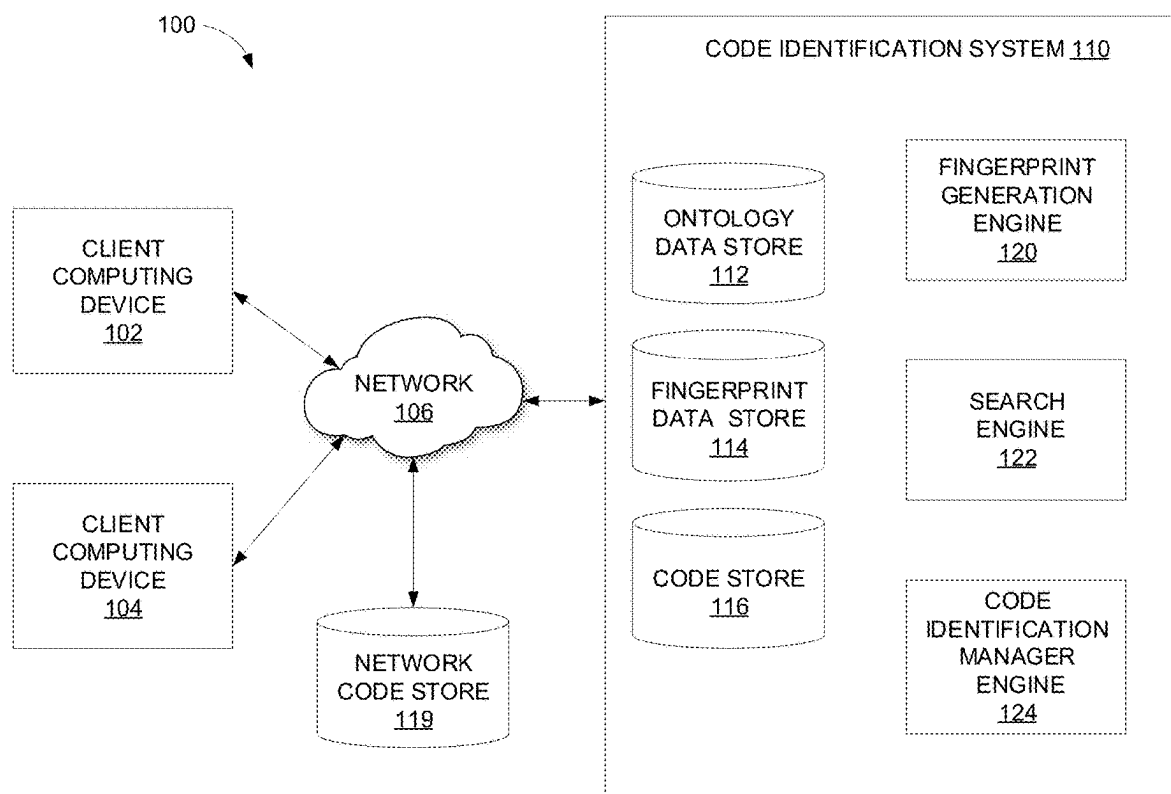 100
CODE IDENTIFICATION SYSTEM 110
CLIENT
COMPUTING
DEVICE
102
CLIENT
COMPUTING
DEVICE
104
NETWORK
106
NETWORK
CODE STORE
119
ONTOLOGY
DATA STORE
112
FINGERPRINT
DATA STORE
114
CODE STORE
116
FINGERPRINT
GENERATION
ENGINE
120
SEARCH
ENGINE
122
CODE
IDENTIFICATION
MANAGER
ENGINE
124